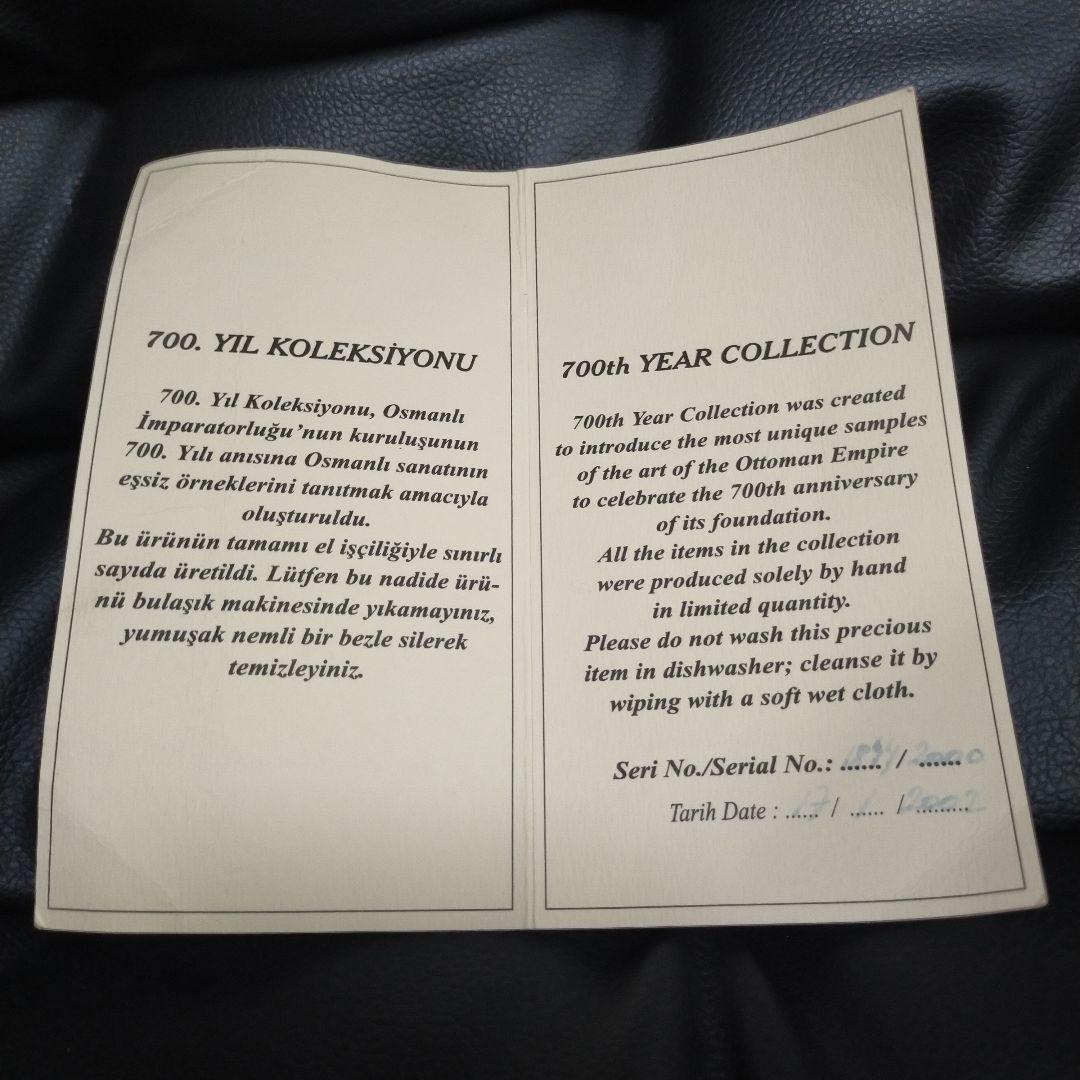 700. YIL KOLEKSİYONU
700. Yıl Koleksiyonu, Osmanlı
İmparatorluğu'nun kuruluşunun
700. Yılı anısına Osmanlı sanatının
eşsiz örneklerini tanıtmak amacıyla
oluşturuldu.
Bu ürünün tamamı el işçiliğiyle sınırlı
sayıda üretildi. Lütfen bu nadide ürü-
nü bulaşık makinesinde yıkamayınız,
yumuşak nemli bir bezle silerek
temizleyiniz.
700th YEAR COLLECTION
700th Year Collection was created
to introduce the most unique samples
of the art of the Ottoman Empire
to celebrate the 700th anniversary
of its foundation.
All the items in the collection
were produced solely by hand
in limited quantity.
Please do not wash this precious
item in dishwasher; cleanse it by
wiping with a soft wet cloth.
Seri No./Serial No.: ...... / 2000
Tarih Date : 17 / 1 / 2002